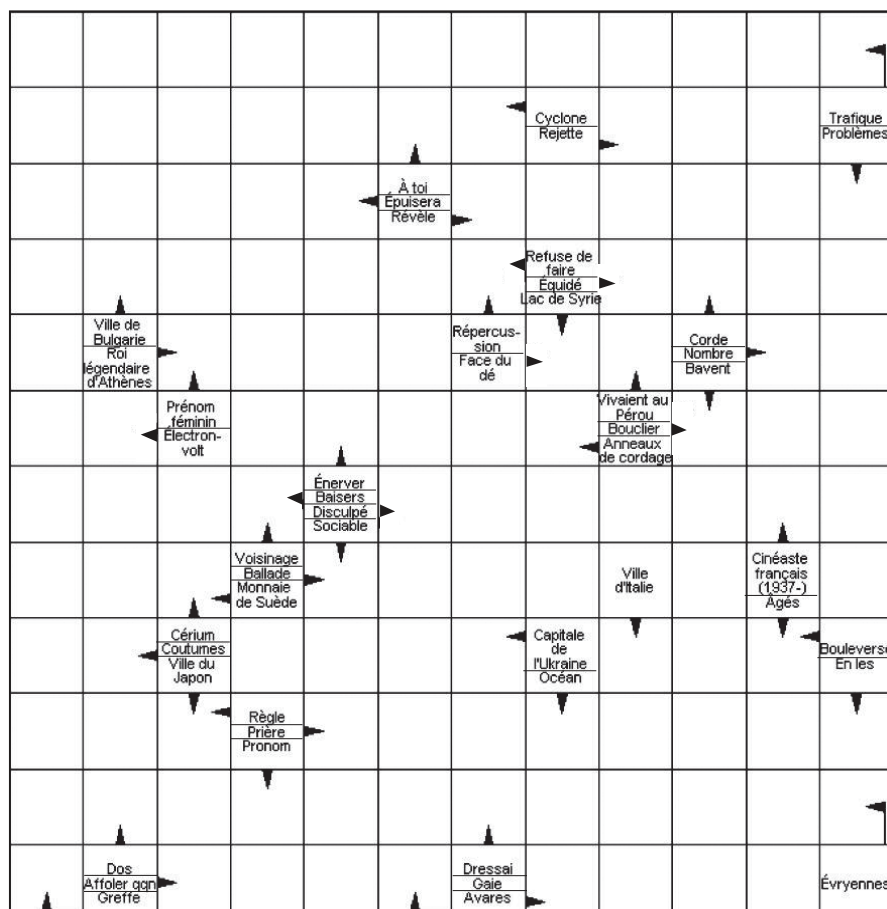 Cyclone
Rejette
Trafique
Problèmes
À toi
Épuisera
Révèle
Refuse de
faire
Équidé
Lac de Syrie
Ville de
Bulgarie
Roi
légendaire
d'Athènes
Répercus-
sion
Face du
dé
Corde
Nombre
Bavent
Prénom
féminin
Électron-
volt
Vivaient au
Pérou
Bouclier
Anneaux
de cordage
Énerver
Baisers
Disculpé
Sociable
Voisinage
Ballade
Monnaie
de Suède
Ville
d'Italie
Cinéaste
français
(1937-)
Âgés
Cérium
Coutumes
Ville du
Japon
Capitale
de
l'Ukraine
Océan
Bouleverse
En les
Règle
Prière
Pronom
Dos
Affoler qqn
Greffe
Dressai
Gaie
Avares
Évryennes